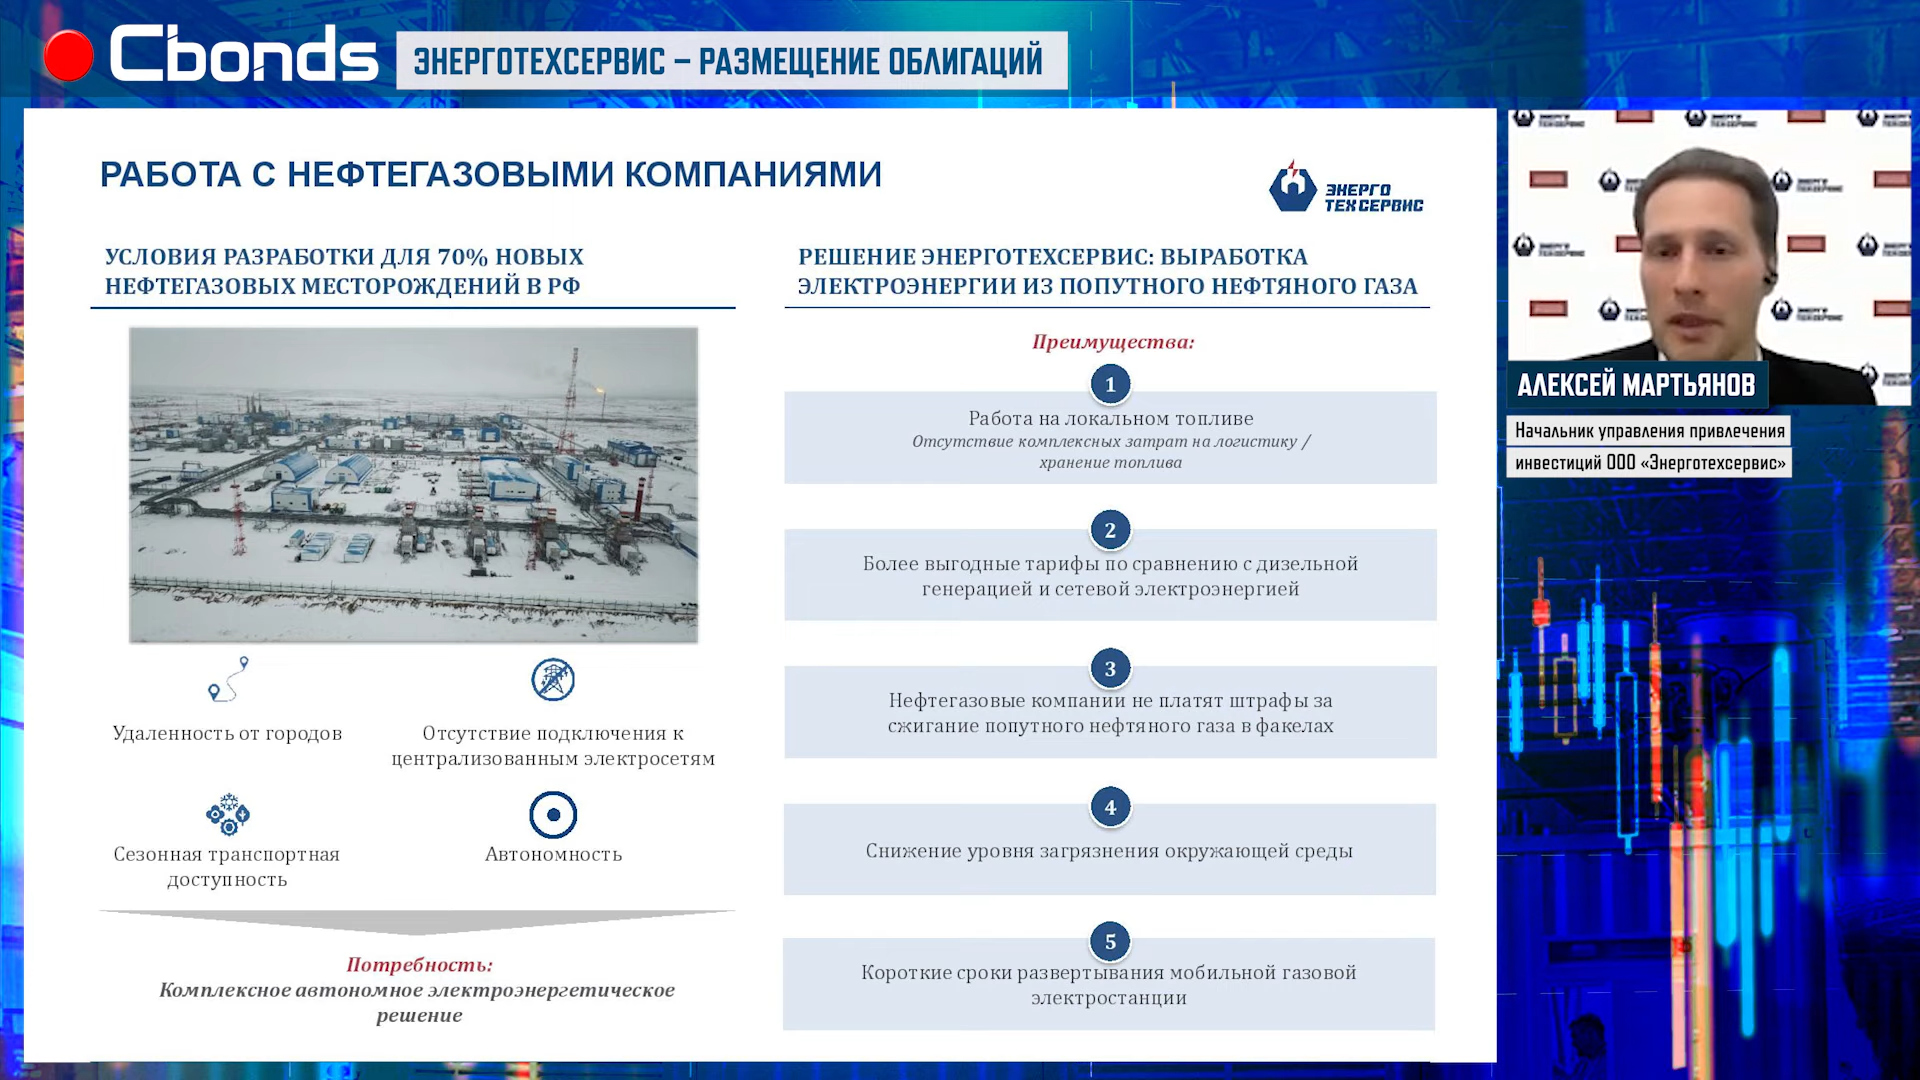 Cbonds
ЭНЕРГОТЕХСЕРВИС – РАЗМЕЩЕНИЕ ОБЛИГАЦИЙ
РАБОТА С НЕФТЕГАЗОВЫМИ КОМПАНИЯМИ
ЭНЕРГО
ТЕХСЕРВИС
УСЛОВИЯ РАЗРАБОТКИ ДЛЯ 70% НОВЫХ
НЕФТЕГАЗОВЫХ МЕСТОРОЖДЕНИЙ В РФ
Удаленность от городов
Отсутствие подключения к
централизованным электросетям
Сезонная транспортная
доступность
Автономность
Потребность:
Комплексное автономное электроэнергетическое
решение
РЕШЕНИЕ ЭНЕРГОТЕХСЕРВИС: ВЫРАБОТКА
ЭЛЕКТРОЭНЕРГИИ ИЗ ПОПУТНОГО НЕФТЯНОГО ГАЗА
Преимущества:
1
Работа на локальном топливе
Отсутствие комплексных затрат на логистику /
хранение топлива
2
Более выгодные тарифы по сравнению с дизельной
генерацией и сетевой электроэнергией
3
Нефтегазовые компании не платят штрафы за
сжигание попутного нефтяного газа в факелах
4
Снижение уровня загрязнения окружающей среды
5
Короткие сроки развертывания мобильной газовой
электростанции
АЛЕКСЕЙ МАРТЬЯНОВ
Начальник управления привлечения
инвестиций ООО «Энерготехсервис»